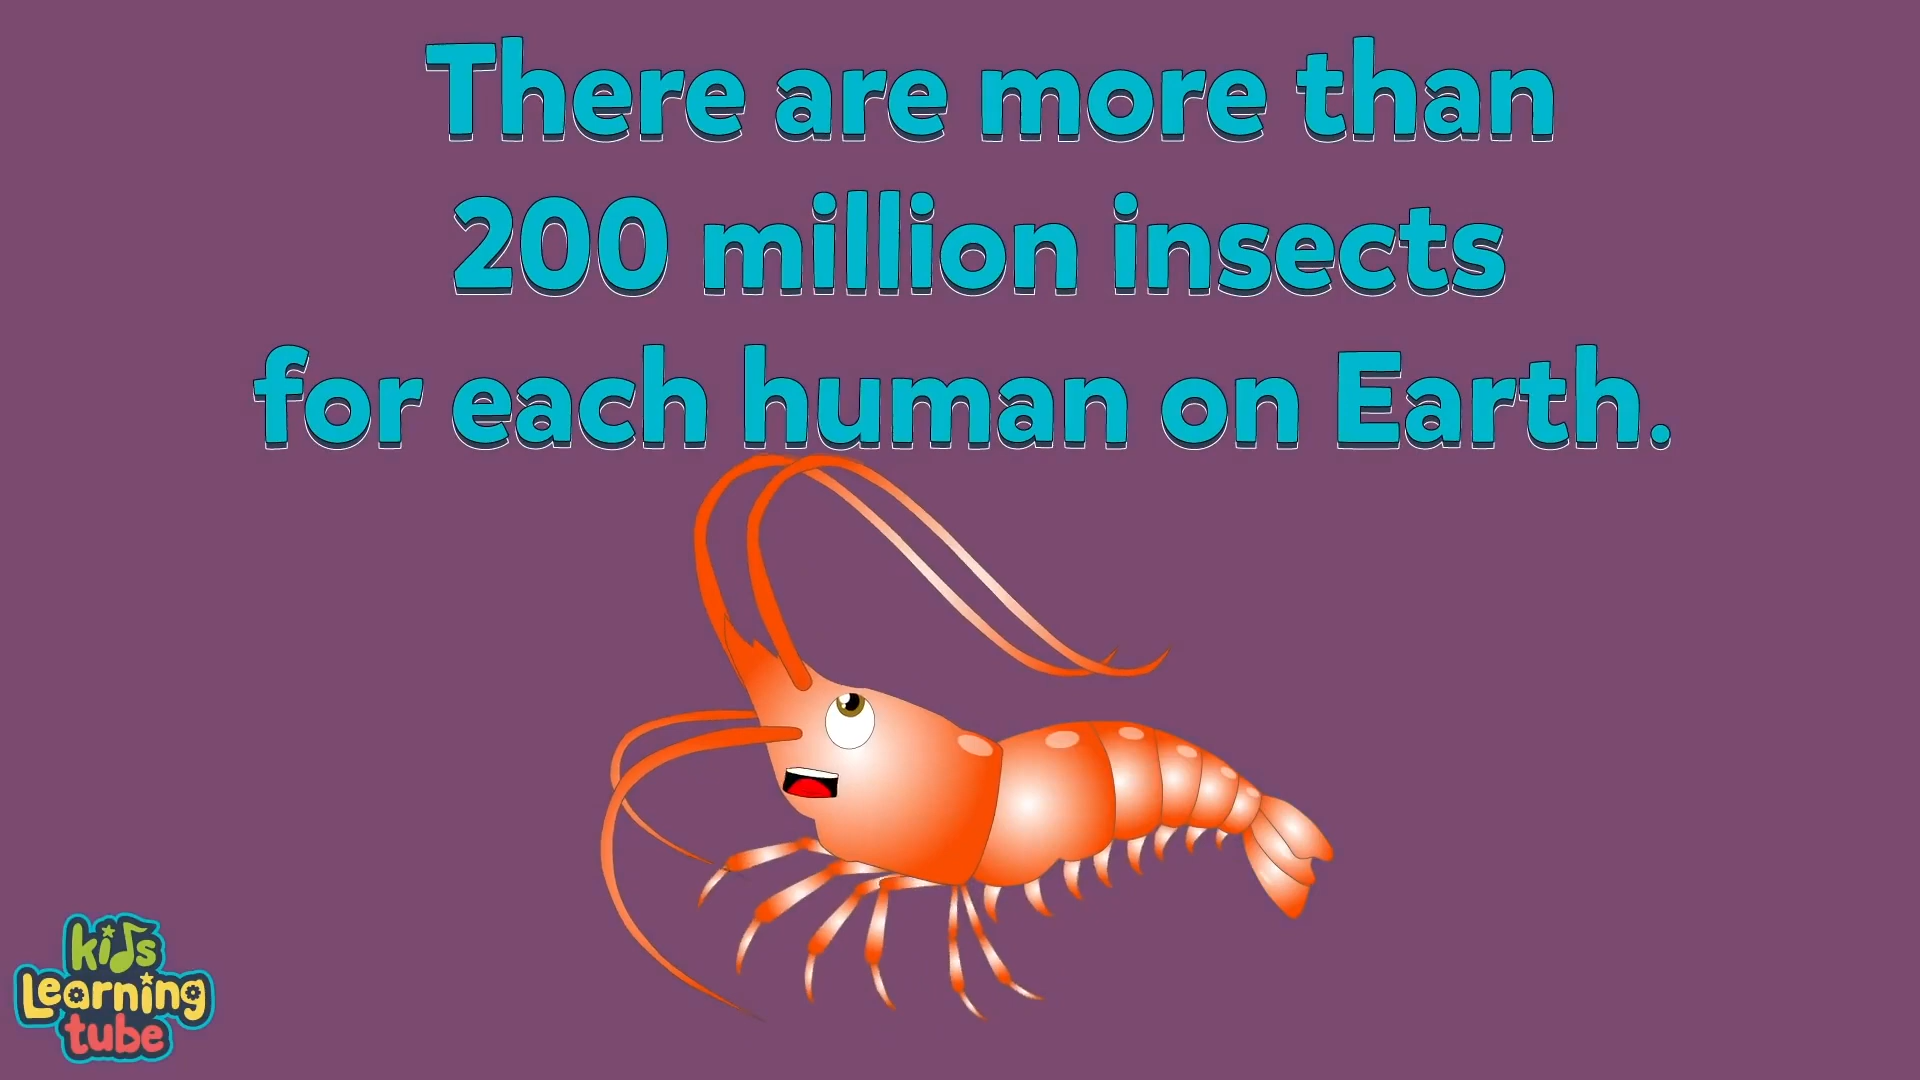 There are more than
200 million insects
for each human on Earth.
kids
Learning
tube